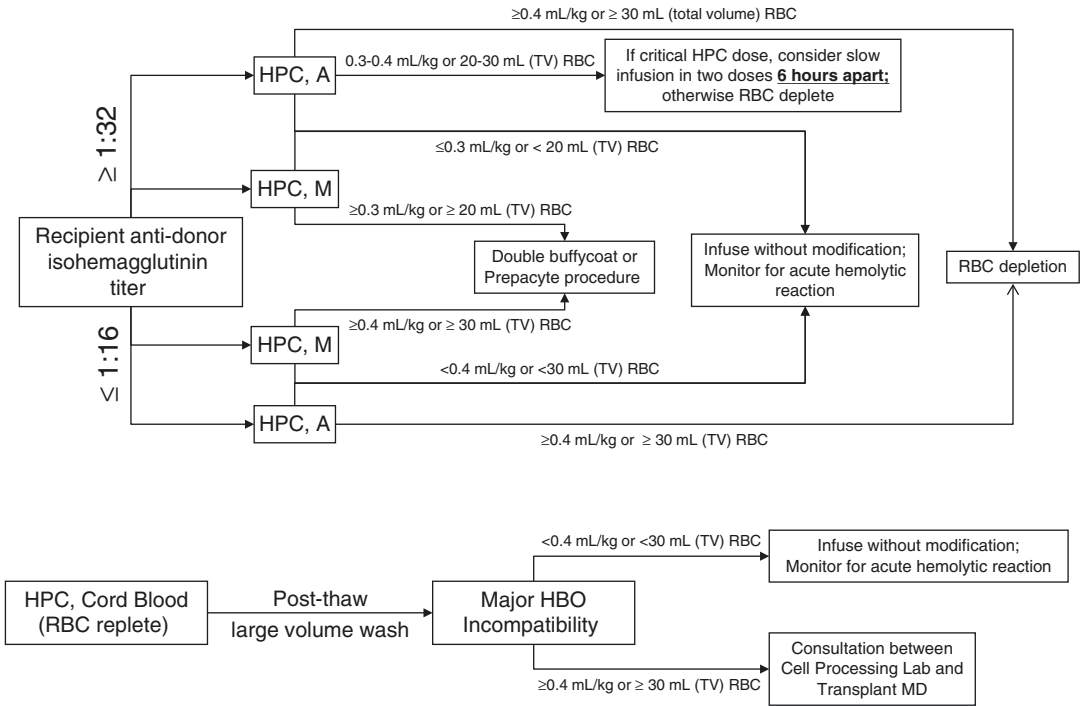 ≥0.4 mL/kg or ≥ 30 mL (total volume) RBC
HPC, A
0.3-0.4 mL/kg or 20-30 mL (TV) RBC
If critical HPC dose, consider slow
infusion in two doses 6 hours apart;
otherwise RBC deplete
≥ 1:32
≤0.3 mL/kg or < 20 mL (TV) RBC
HPC, M
≥0.3 mL/kg or ≥ 20 mL (TV) RBC
Recipient anti-donor
isohemagglutinin
titer
Double buffycoat or
Prepacyte procedure
Infuse without modification;
Monitor for acute hemolytic
reaction
RBC depletion
≤ 1:16
≥0.4 mL/kg or ≥ 30 mL (TV) RBC
HPC, M
<0.4 mL/kg or <30 mL (TV) RBC
HPC, A
≥0.4 mL/kg or ≥ 30 mL (TV) RBC
HPC, Cord Blood
(RBC replete)
Post-thaw
large volume wash
Major HBO
Incompatibility
<0.4 mL/kg or <30 mL (TV) RBC
Infuse without modification;
Monitor for acute hemolytic reaction
≥0.4 mL/kg or ≥ 30 mL (TV) RBC
Consultation between
Cell Processing Lab and
Transplant MD